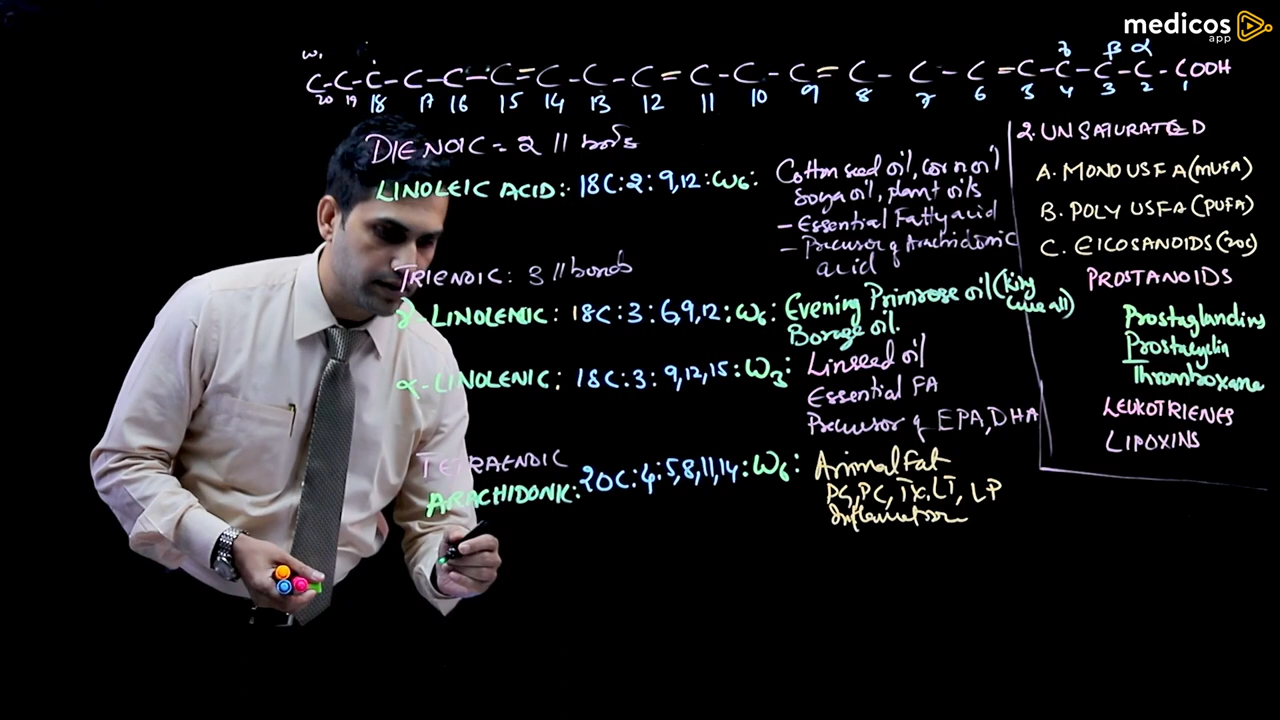 medicos
app
ω1
γ β α
C-C-C-C-C-C=C-C-C=C-C-C=C-C-C=C-C-C-C-COOH
20 19 18 17 16 15 14 13 12 11 10 9 8 7 6 5 4 3 2 1
DIENOIC = 2 // bonds
LINOLEIC ACID: 18C:2:9,12:ω6: Cotton seed oil, corn oil
Soya oil, plant oils
- Essential Fatty acid
- Precusor of Arachidonic
acid
TRIENOIC: 3 // bonds
γ LINOLENIC: 18C:3:6,9,12:ω6: Evening Primrose oil (King
cure all)
Borage oil.
α-LINOLENIC: 18C:3:9,12,15:ω3: Linseed oil
Essential FA
Precursor of EPA, DHA
TETRAENOIC
ARACHIDONIC: 20C:4:5,8,11,14:ω6: Animal Fat
PG, PC, TX, LT, LP
Inflammation
2. UNSATURATED
A. MONO USFA (MUFA)
B. POLY USFA (PUFA)
C. EICOSANOIDS (20C)
PROSTANOIDS
Prostaglandins
Prostacyclin
Thromboxane
LEUKOTRIENES
LIPOXINS